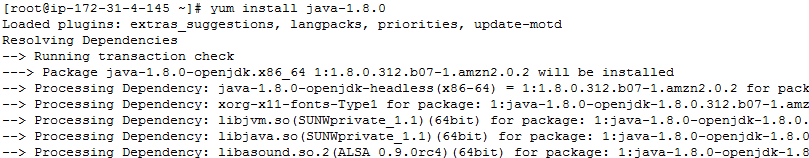 [root@ip-172-31-4-145 ~]# yum install java-1.8.0
Loaded plugins: extras_suggestions, langpacks, priorities, update-motd
Resolving Dependencies
--> Running transaction check
---> Package java-1.8.0-openjdk.x86_64 1:1.8.0.312.b07-1.amzn2.0.2 will be installed
--> Processing Dependency: java-1.8.0-openjdk-headless(x86-64) = 1:1.8.0.312.b07-1.amzn2.0.2 for pack
--> Processing Dependency: xorg-x11-fonts-Type1 for package: 1:java-1.8.0-openjdk-1.8.0.312.b07-1.amz
--> Processing Dependency: libjvm.so(SUNWprivate_1.1)(64bit) for package: 1:java-1.8.0-openjdk-1.8.0.
--> Processing Dependency: libjava.so(SUNWprivate_1.1)(64bit) for package: 1:java-1.8.0-openjdk-1.8.0
--> Processing Dependency: libasound.so.2(ALSA_0.9.0rc4)(64bit) for package: 1:java-1.8.0-openjdk-1.8